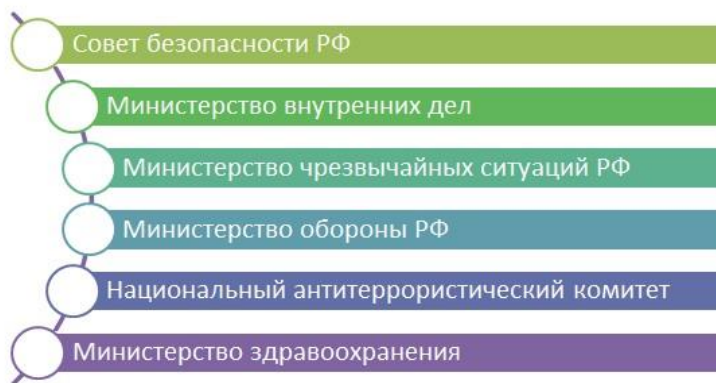 Совет безопасности РФ
Министерство внутренних дел
Министерство чрезвычайных ситуаций РФ
Министерство обороны РФ
Национальный антитеррористический комитет
Министерство здравоохранения